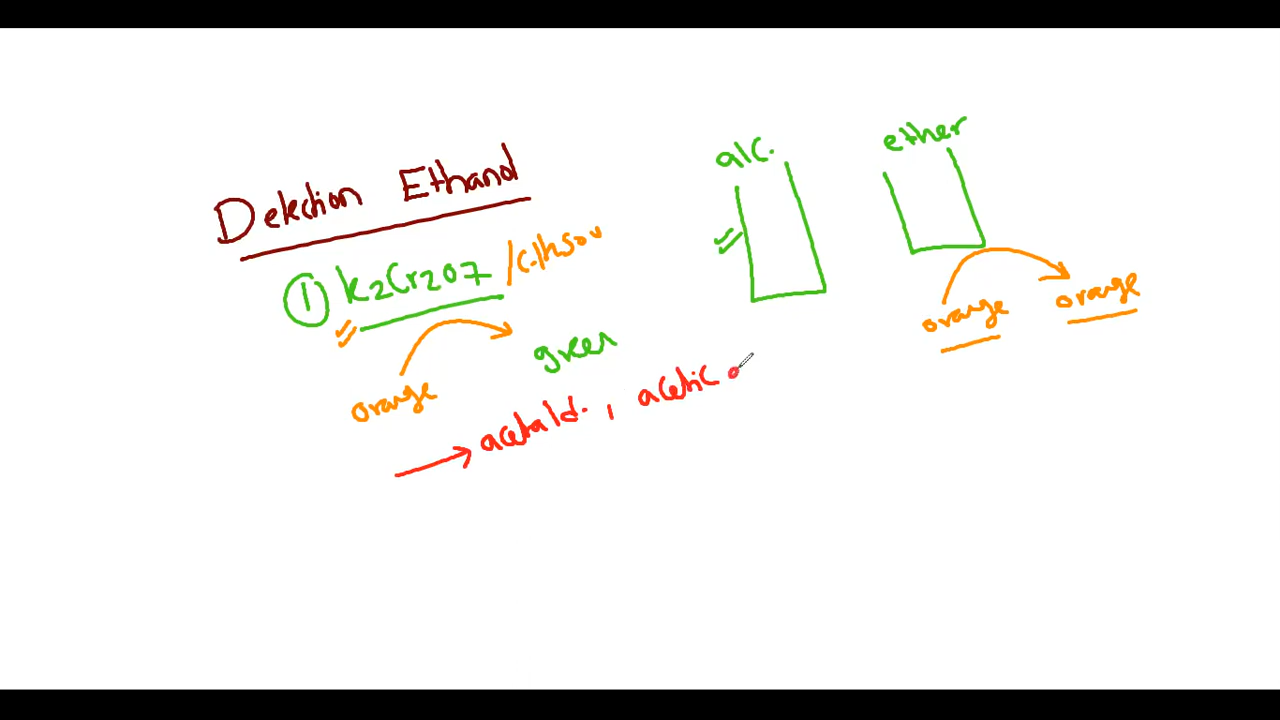 Detection Ethanol
① K2Cr2O7 /C.H2SO4
orange
green
→ acetald. , acetic
alc.
ether
orange
orange